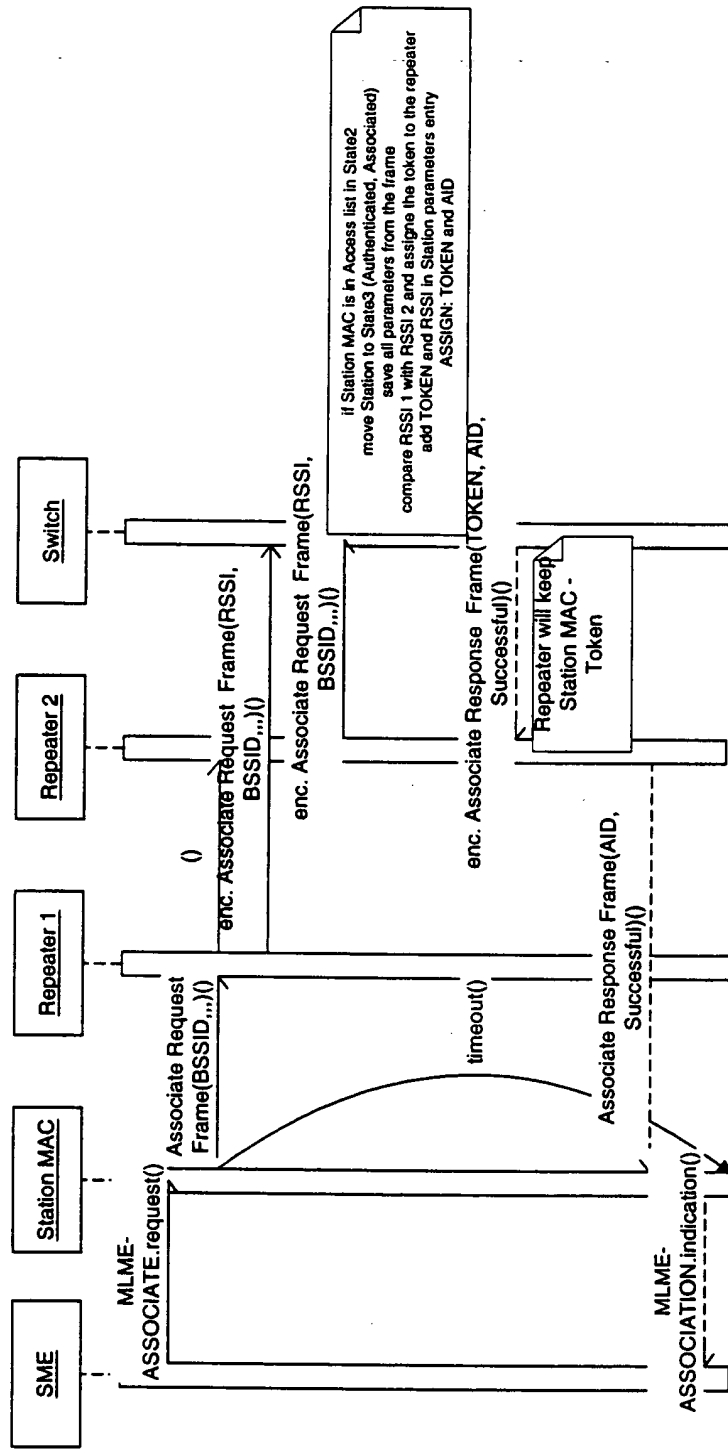 SME
Station MAC
Repeater 1
Repeater 2
Switch
MLME-
ASSOCIATE.request()
Associate Request
Frame(BSSID,,,)()
()
enc. Associate Request Frame(RSSI,
BSSID,,,)()
enc. Associate Request Frame(RSSI,
BSSID,,,)()
if Station MAC is in Access list in State2
move Station to State3 (Authenticated, Associated)
save all parameters from the frame
compare RSSI 1 with RSSI 2 and assigne the token to the repeater
add TOKEN and RSSI in Station parameters entry
ASSIGN: TOKEN and AID
timeout()
enc. Associate Response Frame(TOKEN, AID,
Successful)()
Repeater will keep
Station MAC -
Token
Associate Response Frame(AID,
Successful)()
MLME-
ASSOCIATION.indication()